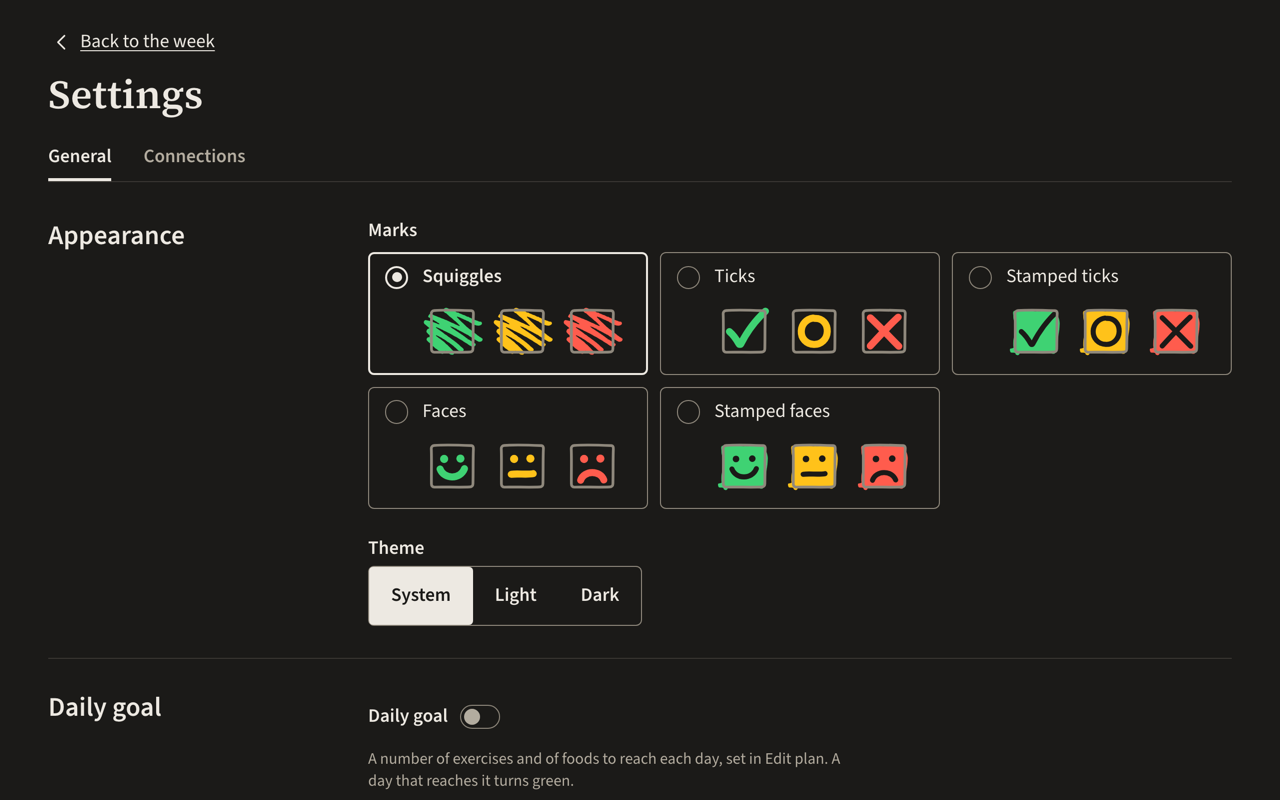 Back to the week
Settings
General
Connections
Appearance
Marks
Squiggles
Ticks
Stamped ticks
Faces
Stamped faces
Theme
System
Light
Dark
Daily goal
Daily goal
A number of exercises and of foods to reach each day, set in Edit plan. A
day that reaches it turns green.